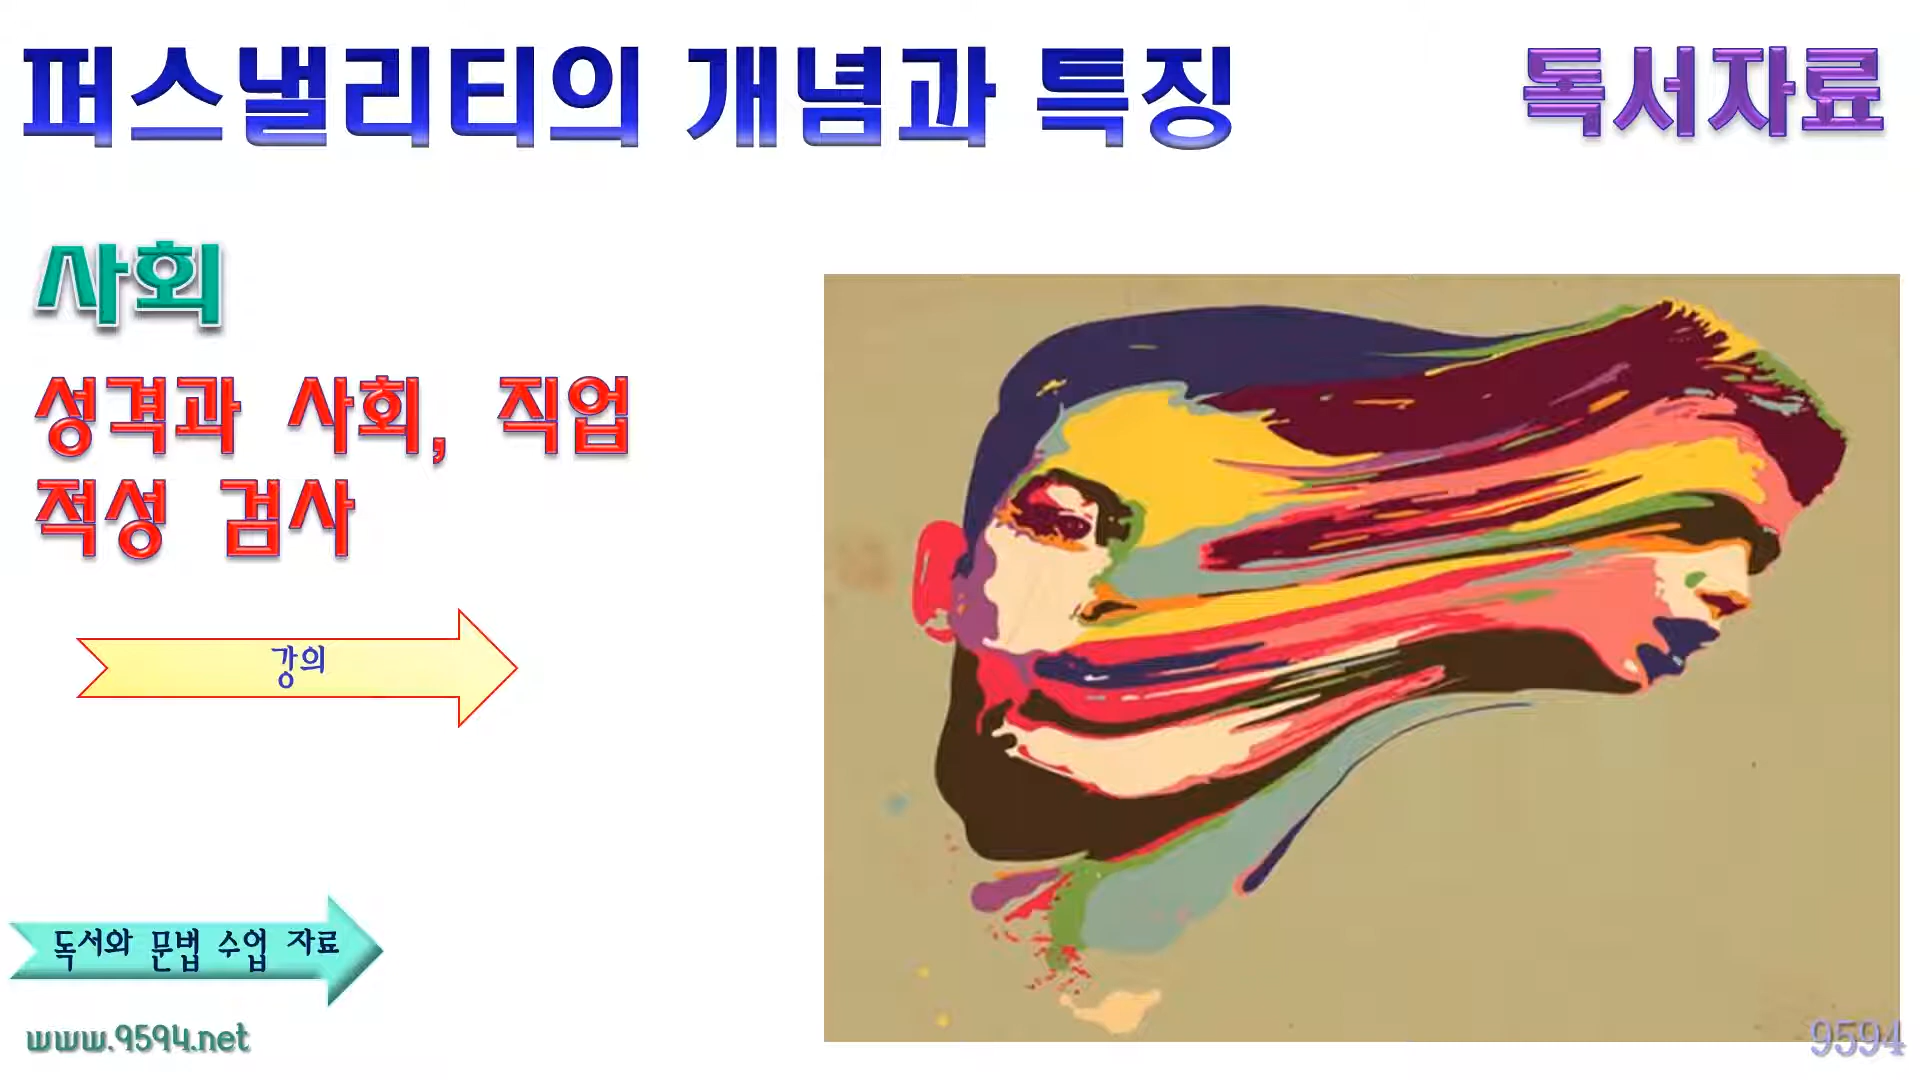 퍼스낼리티의 개념과 특징
독서자료
사회
성격과 사회, 직업
적성 검사
강의
독서와 문법 수업 자료
www.9594.net
9594